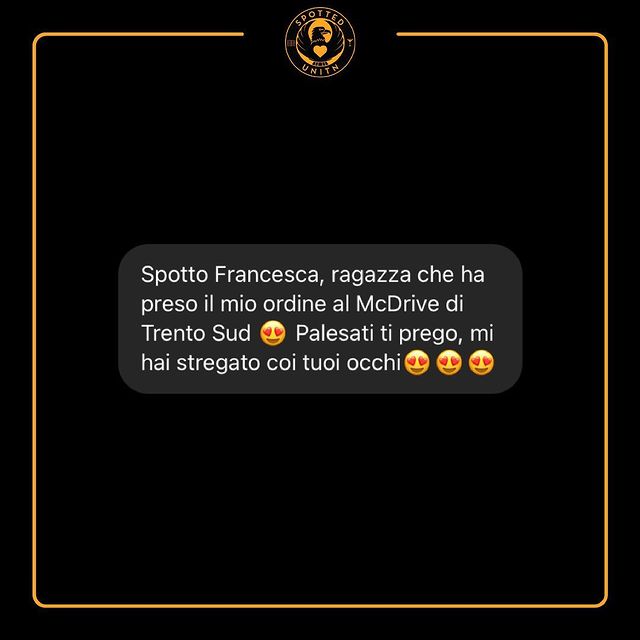 SPOTTED
UNITN
Spotto Francesca, ragazza che ha
preso il mio ordine al McDrive di
Trento Sud 😍 Palesati ti prego, mi
hai stregato coi tuoi occhi😍😍😍